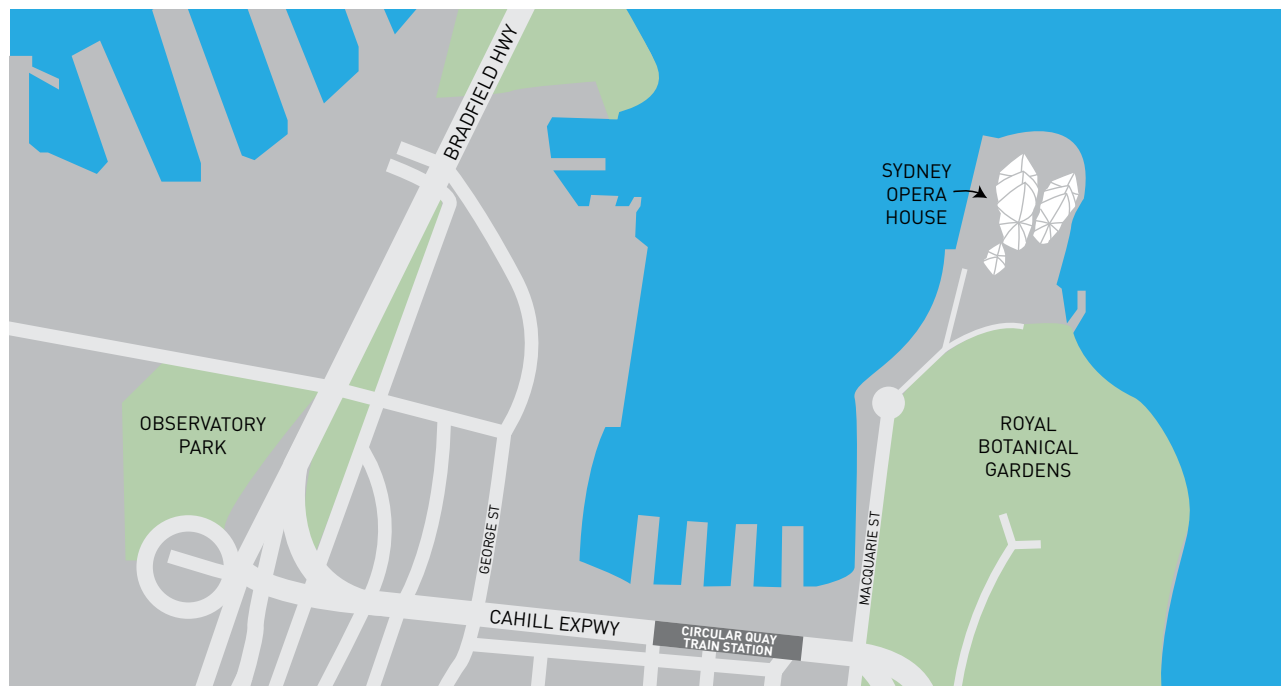 BRADFIELD HWY
SYDNEY
OPERA
HOUSE
OBSERVATORY
PARK
ROYAL
BOTANICAL
GARDENS
GEORGE ST
MACQUARIE ST
CAHILL EXPWY
CIRCULAR QUAY
TRAIN STATION